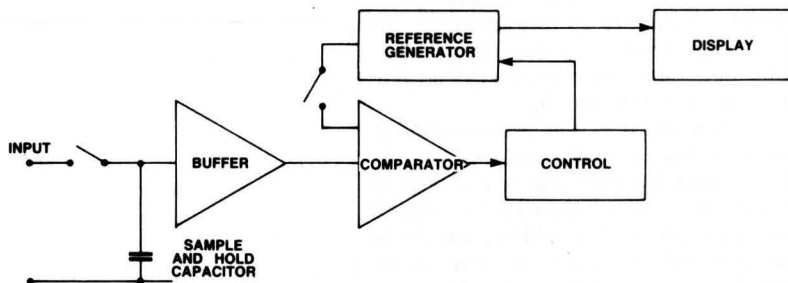 REFERENCE
GENERATOR
DISPLAY
INPUT
BUFFER
COMPARATOR
CONTROL
SAMPLE
AND HOLD
CAPACITOR